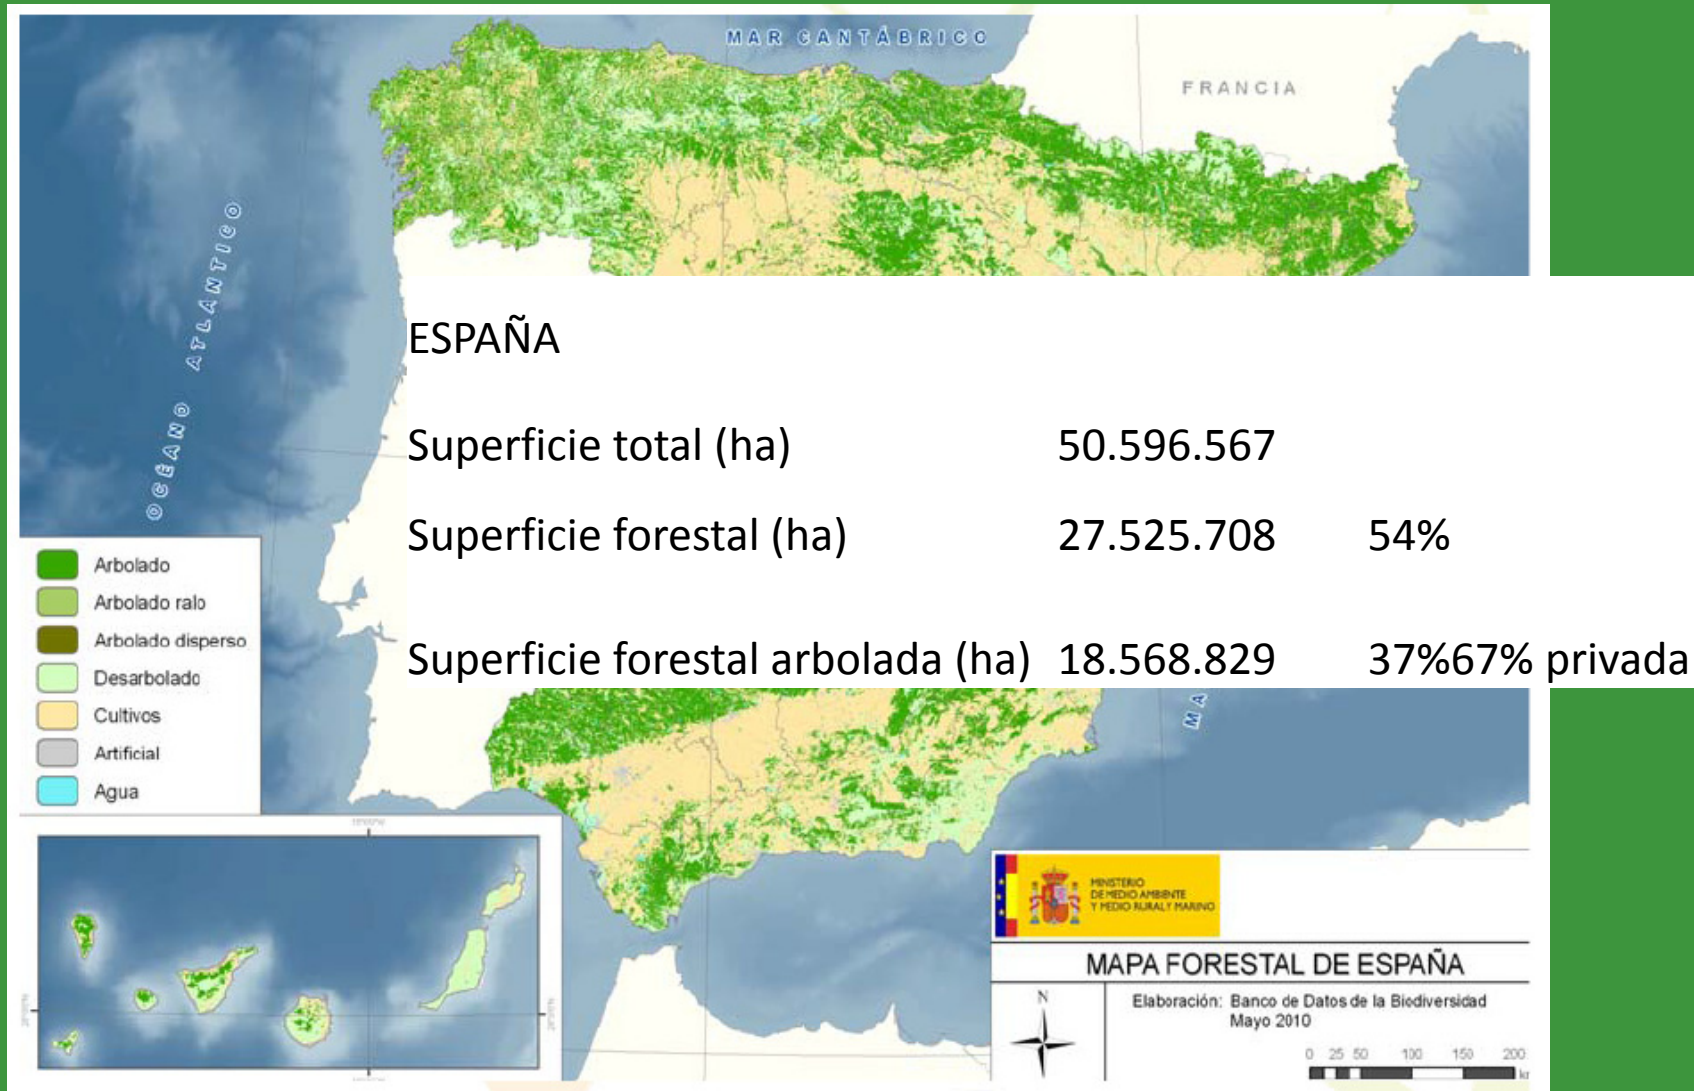 MAR CANTÁBRICO
FRANCIA
OCÉANO ATLÁNTICO
ESPAÑA
Superficie total (ha) 50.596.567
Superficie forestal (ha) 27.525.708 54%
Superficie forestal arbolada (ha) 18.568.829 37%67% privada
MA
Arbolado
Arbolado ralo
Arbolado disperso
Desarbolado
Cultivos
Artificial
Agua
MINISTERIO
DE MEDIO AMBIENTE
Y MEDIO RURAL Y MARINO
MAPA FORESTAL DE ESPAÑA
N
Elaboración: Banco de Datos de la Biodiversidad
Mayo 2010
0 25 50 100 150 200